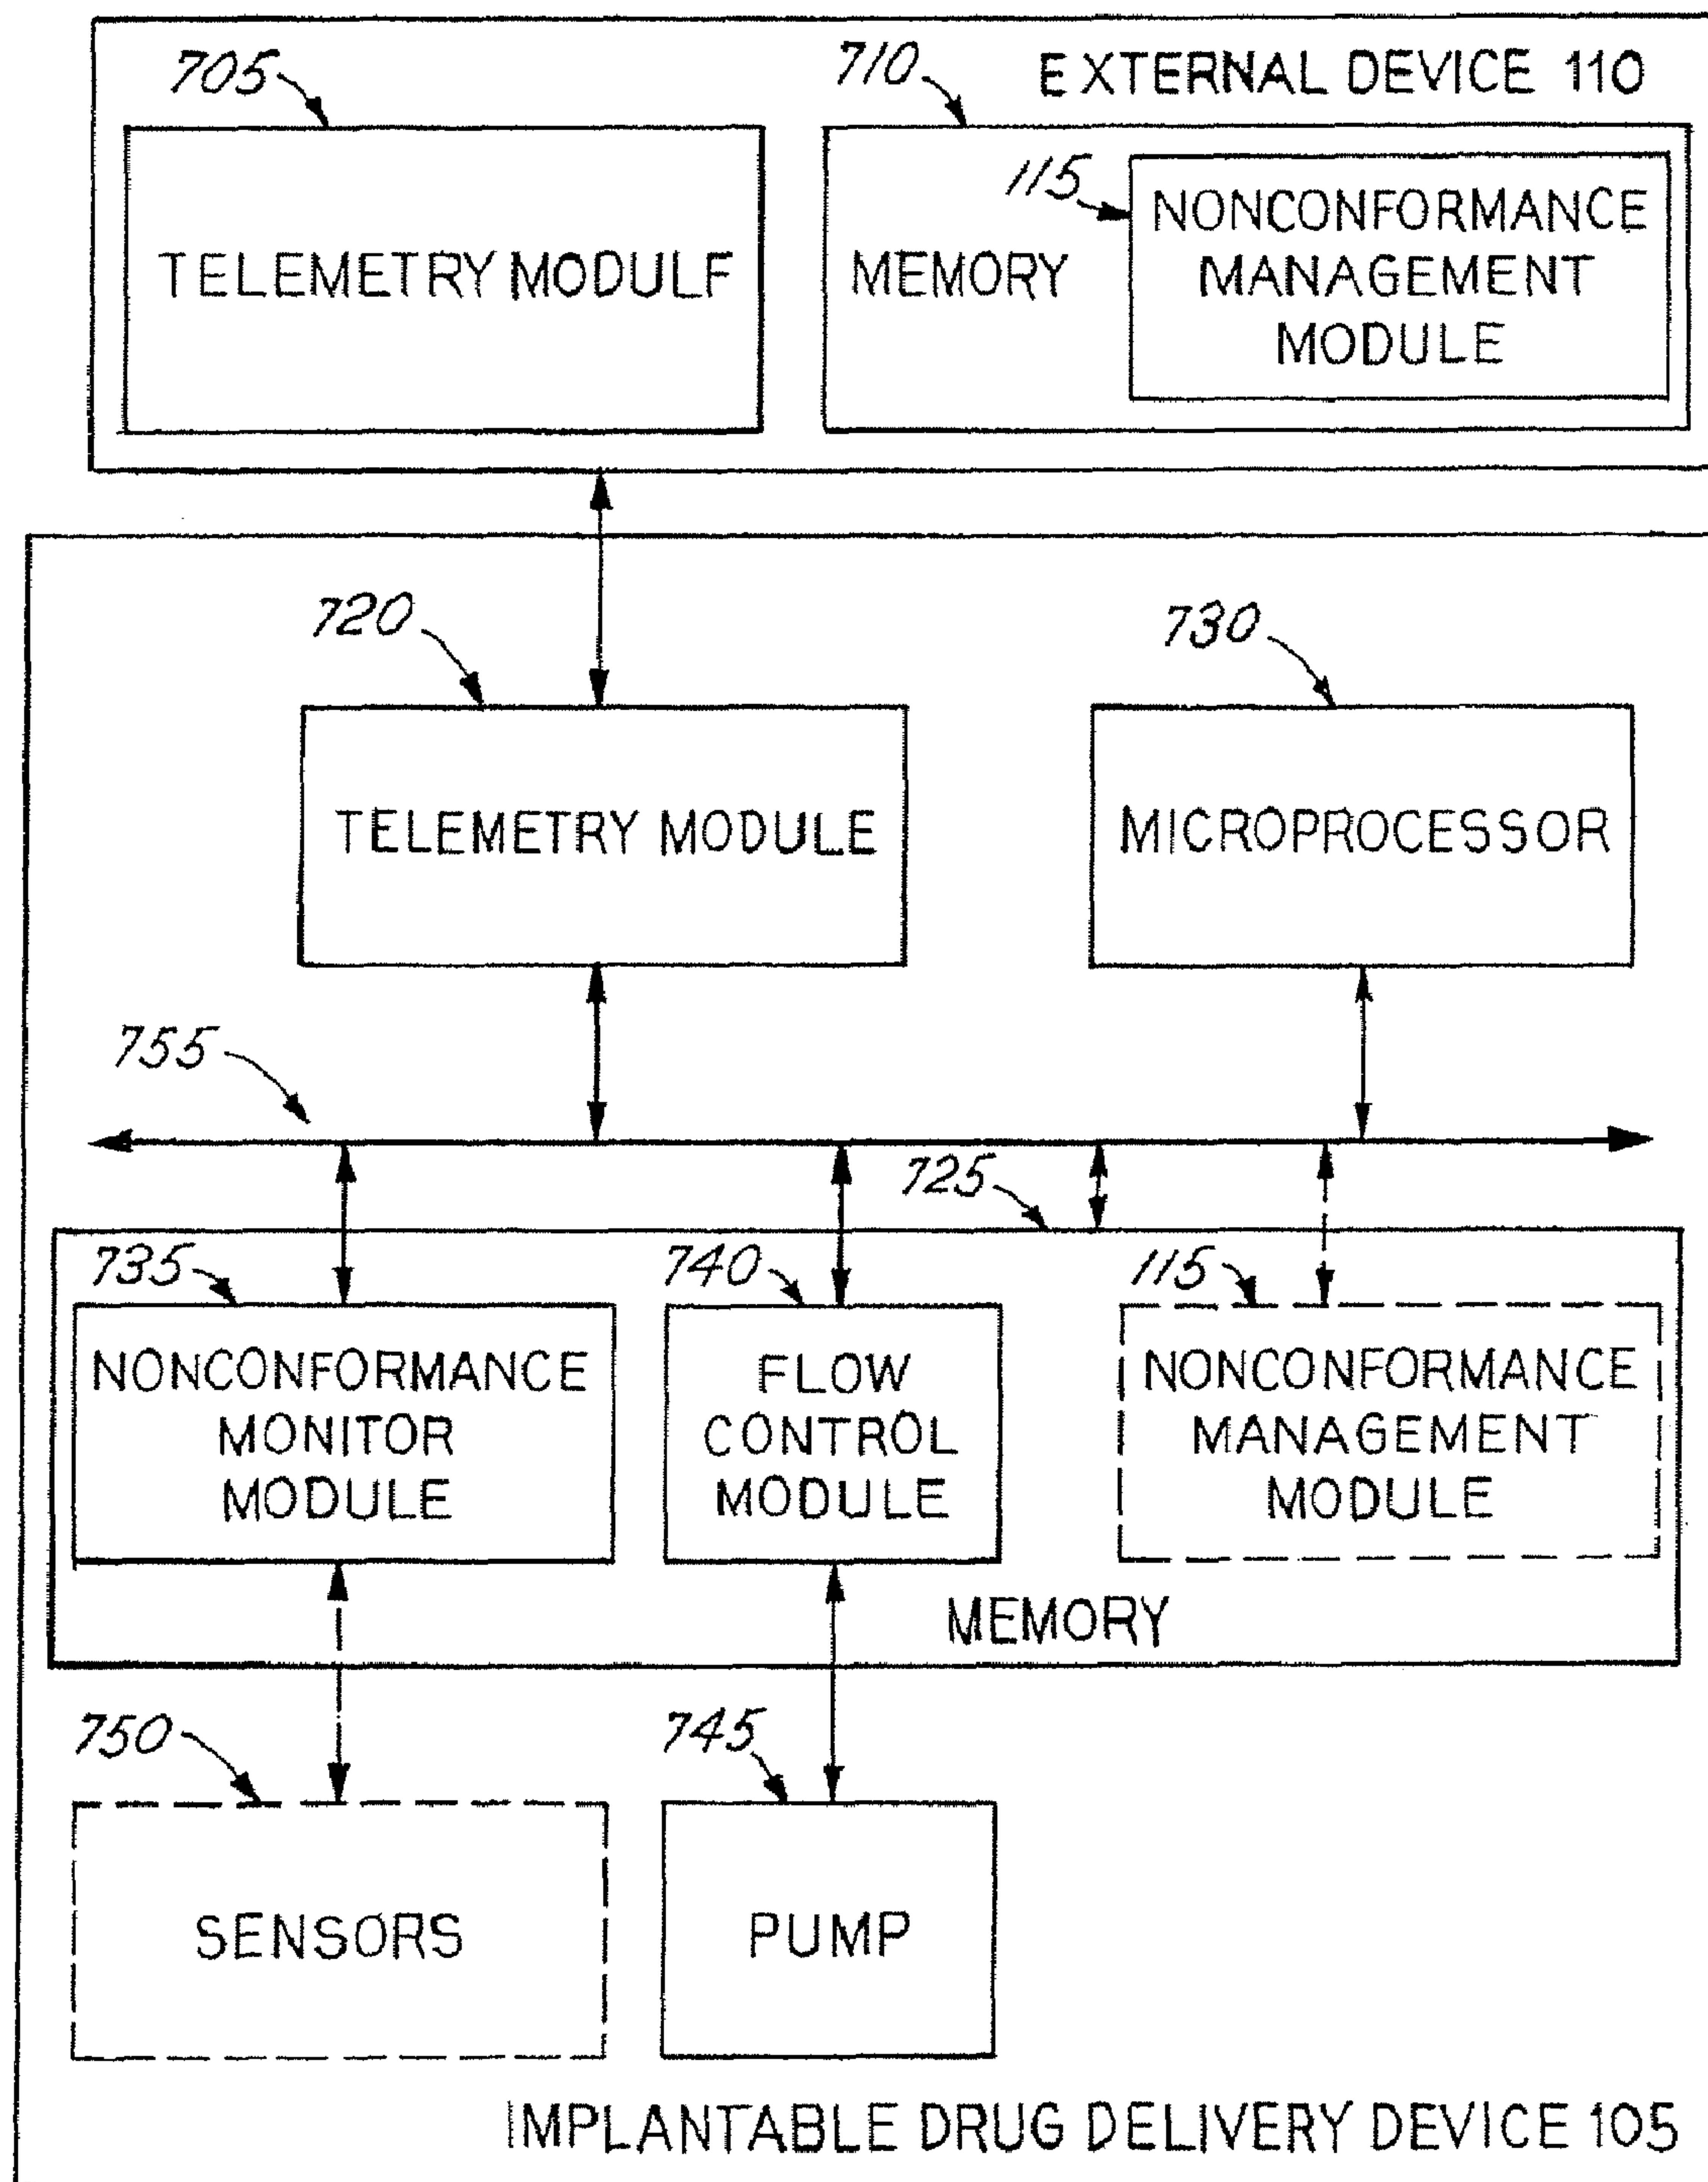 705
710
EXTERNAL DEVICE 110
115
TELEMETRY MODULF
MEMORY
NONCONFORMANCE
MANAGEMENT
MODULE
720
730
TELEMETRY MODULE
MICROPROCESSOR
755
725
735
740
115
NONCONFORMANCE
MONITOR
MODULE
FLOW
CONTROL
MODULE
NONCONFORMANCE
MANAGEMENT
MODULE
MEMORY
750
745
SENSORS
PUMP
IMPLANTABLE DRUG DELIVERY DEVICE 105